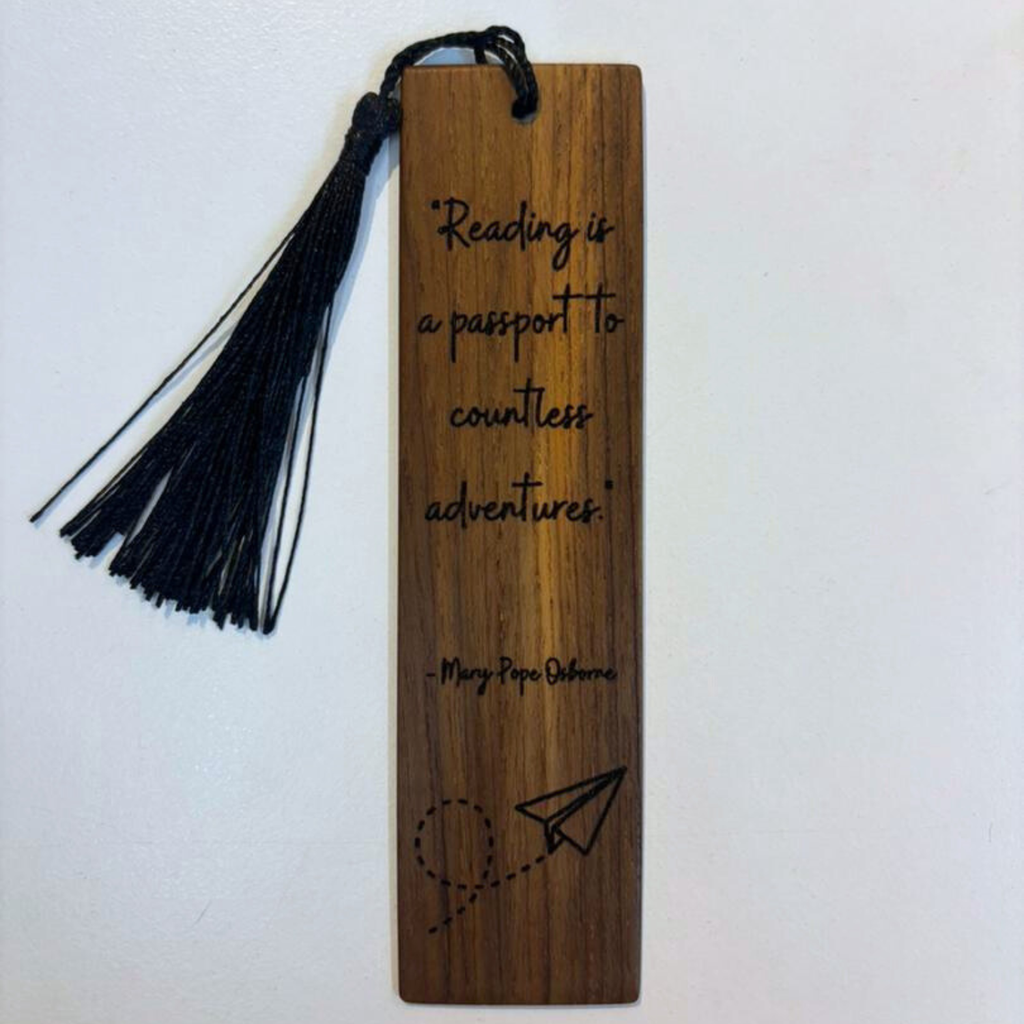 "Reading is
a passport to
countless
adventures."
- Mary Pope Osborne